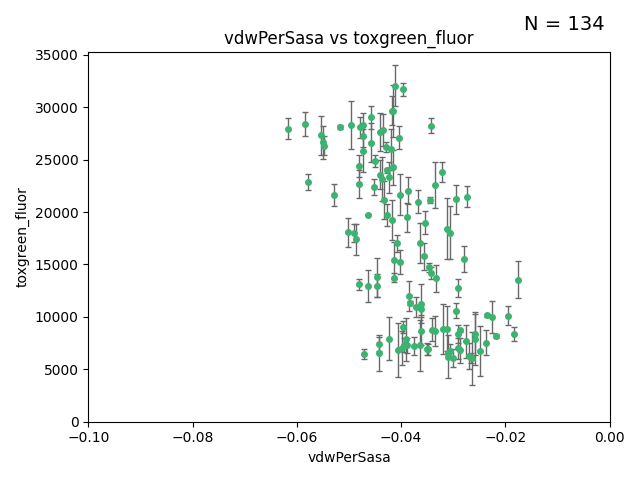 N = 134
vdwPerSasa vs toxgreen_fluor
35000
30000
25000
20000
15000
10000
5000
0
toxgreen_fluor
−0.10 −0.08 −0.06 −0.04 −0.02 0.00
vdwPerSasa